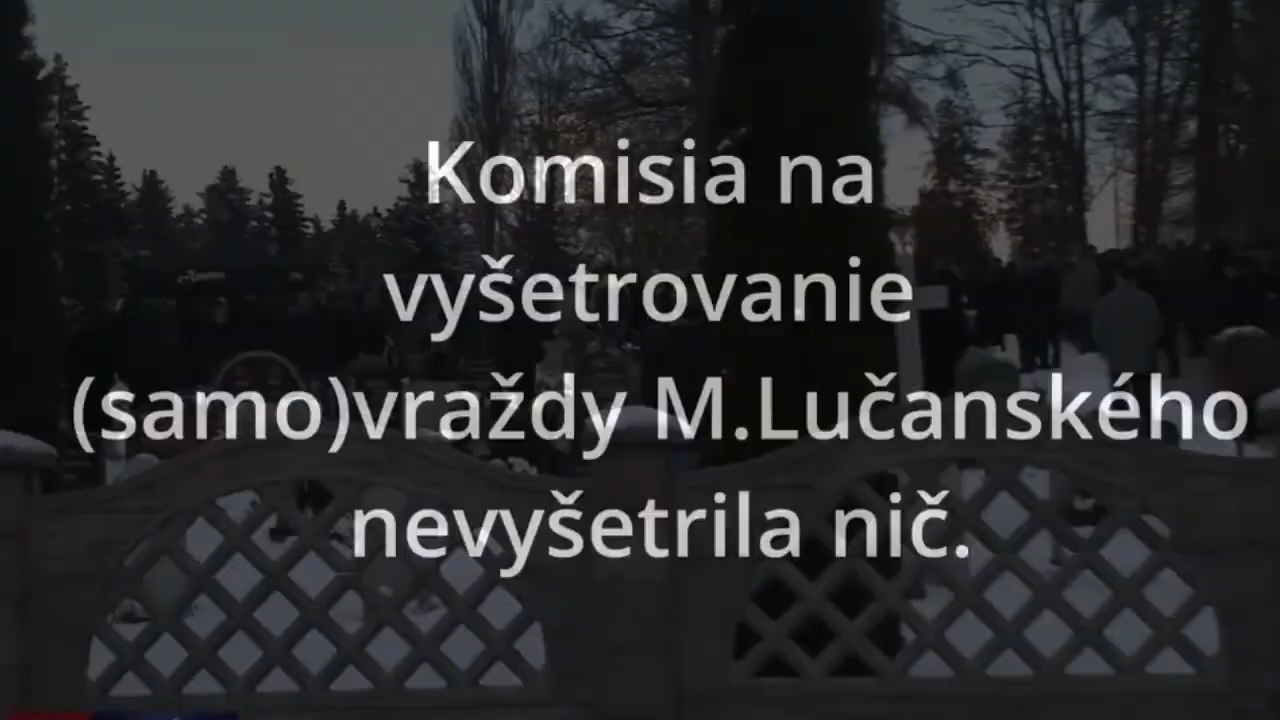 Komisia na
vyšetrovanie
(samo)vraždy M.Lučanského
nevyšetrila nič.